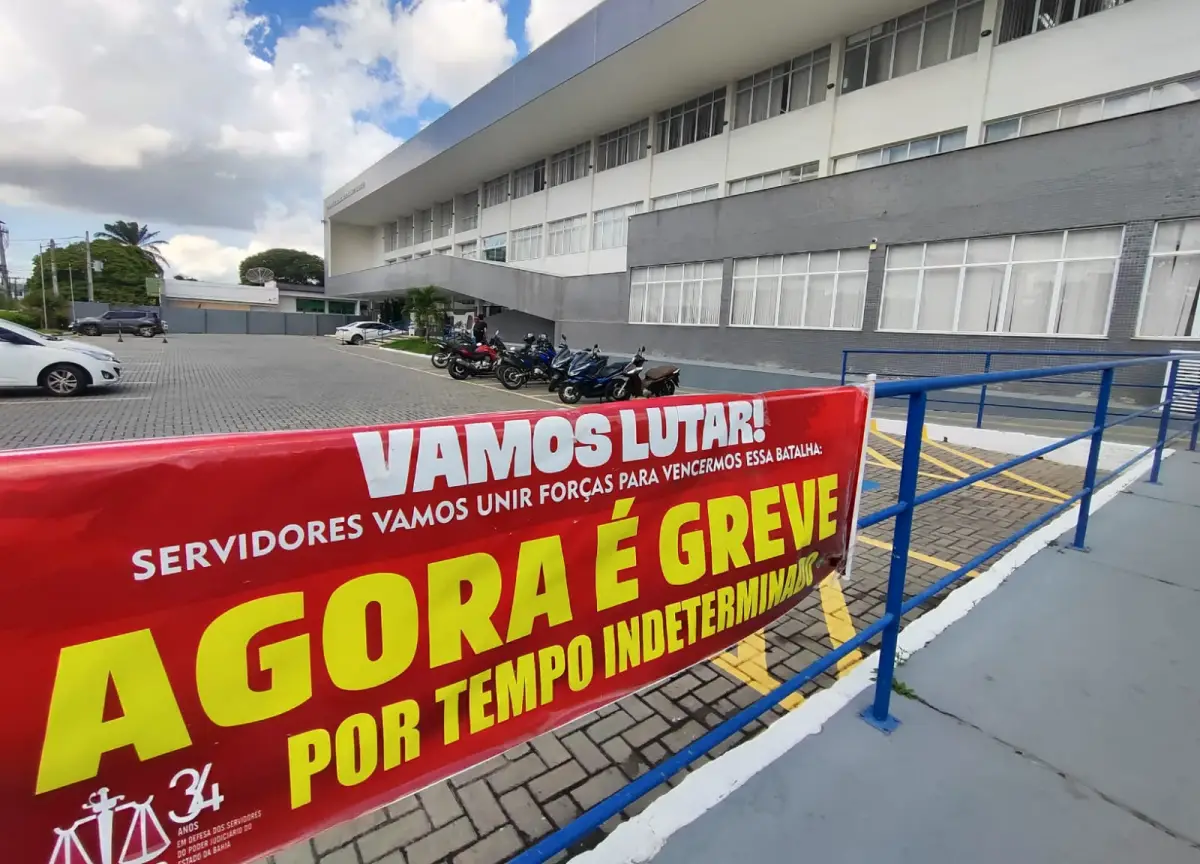 VAMOS LUTAR!
SERVIDORES VAMOS UNIR FORÇAS PARA VENCERMOS ESSA BATALHA:
AGORA É GREVE
POR TEMPO INDETERMINADO
34
ANOS
EM DEFESA DOS SERVIDORES
DO PODER JUDICIÁRIO DO
ESTADO DA BAHIA